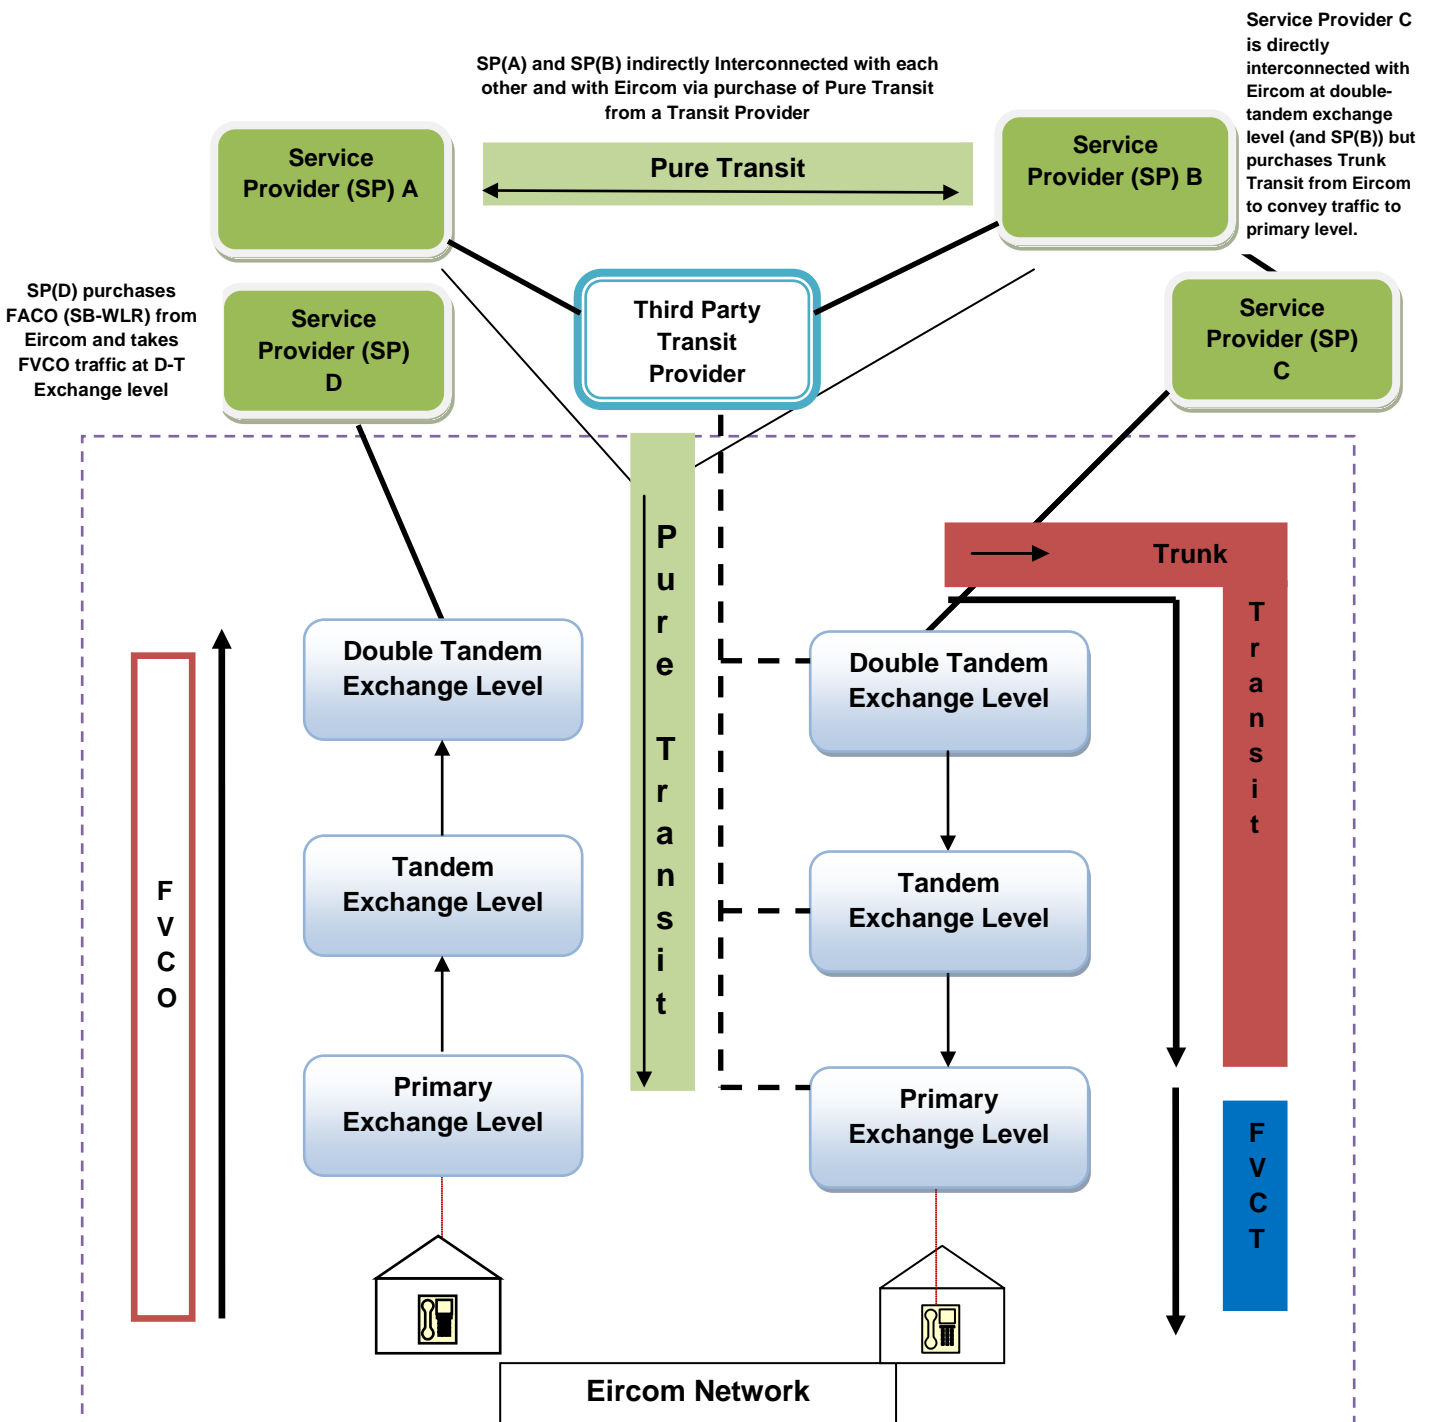 Service Provider C
is directly
interconnected with
Eircom at double-
tandem exchange
level (and SP(B)) but
purchases Trunk
Transit from Eircom
to convey traffic to
primary level.
SP(A) and SP(B) indirectly Interconnected with each
other and with Eircom via purchase of Pure Transit
from a Transit Provider
Service
Provider (SP) A
Pure Transit
Service
Provider (SP) B
SP(D) purchases
FACO (SB-WLR) from
Eircom and takes
FVCO traffic at D-T
Exchange level
Service
Provider (SP)
D
Third Party
Transit
Provider
Service
Provider (SP)
C
Pure Transit
Trunk
Transit
Double Tandem
Exchange Level
Double Tandem
Exchange Level
FVCO
Tandem
Exchange Level
Tandem
Exchange Level
Primary
Exchange Level
Primary
Exchange Level
FVCT
Eircom Network